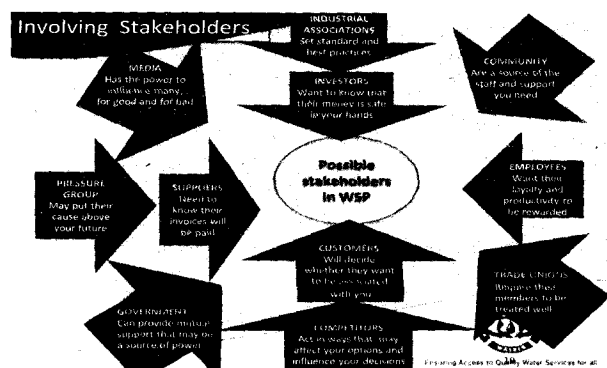 Involving Stakeholders
INDUSTRIAL
ASSOCIATIONS
Set standard and
best practices
MEDIA
Has the power to
influence many,
for good and for bad
COMMUNITY
Are a source of the
staff and support
you need
INVESTORS
Want to know that
their money is safe
in your hands
Possible
stakeholders
in WSP
PRESSURE
GROUP
May put their
cause above
your future
SUPPLIERS
Need to
know their
invoices will
be paid
EMPLOYEES
Want their
loyalty and
productivity to
be rewarded
CUSTOMERS
Will decide
whether they want
to be associated
with you
TRADE UNIONS
Require their
members to be
treated well
GOVERNMENT
Can provide mutual
support that may be
a source of power
COMPETITORS
Act in ways that may
affect your options and
influence your decisions
Ensuring Access to Quality Water Services for all